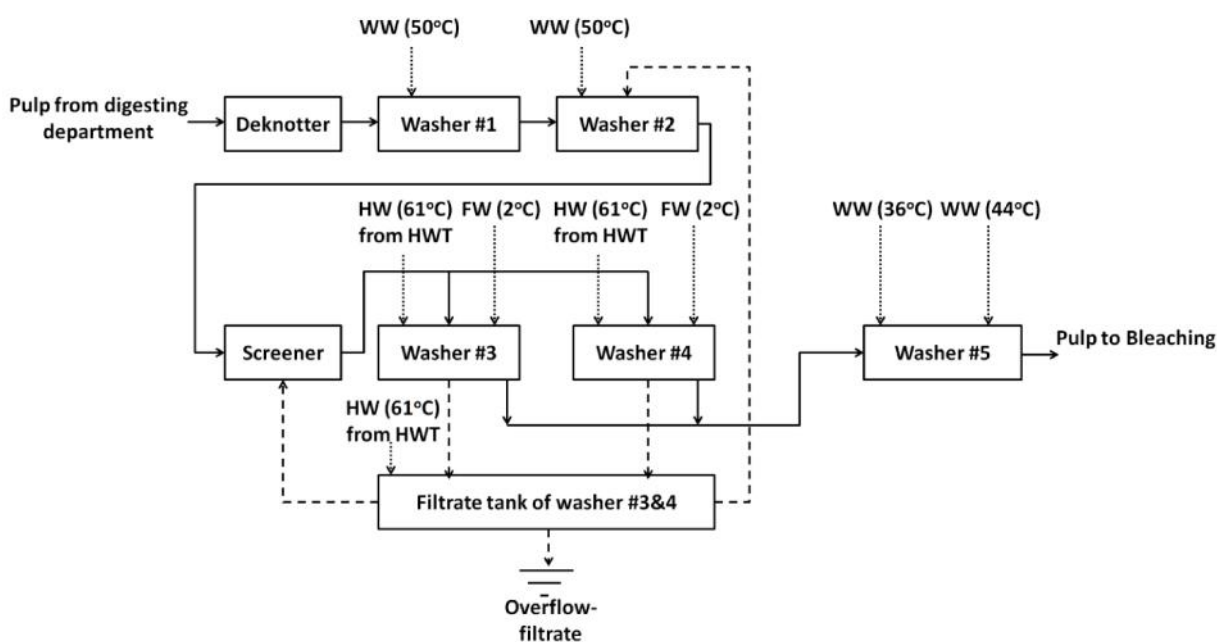 WW (50°C)
WW (50°C)
Pulp from digesting
department
Deknotter
Washer #1
Washer #2
HW (61°C)
from HWT
FW (2°C)
HW (61°C)
from HWT
FW (2°C)
WW (36°C)
WW (44°C)
Screener
Washer #3
Washer #4
Washer #5
Pulp to Bleaching
HW (61°C)
from HWT
Filtrate tank of washer #3&4
Overflow-
filtrate